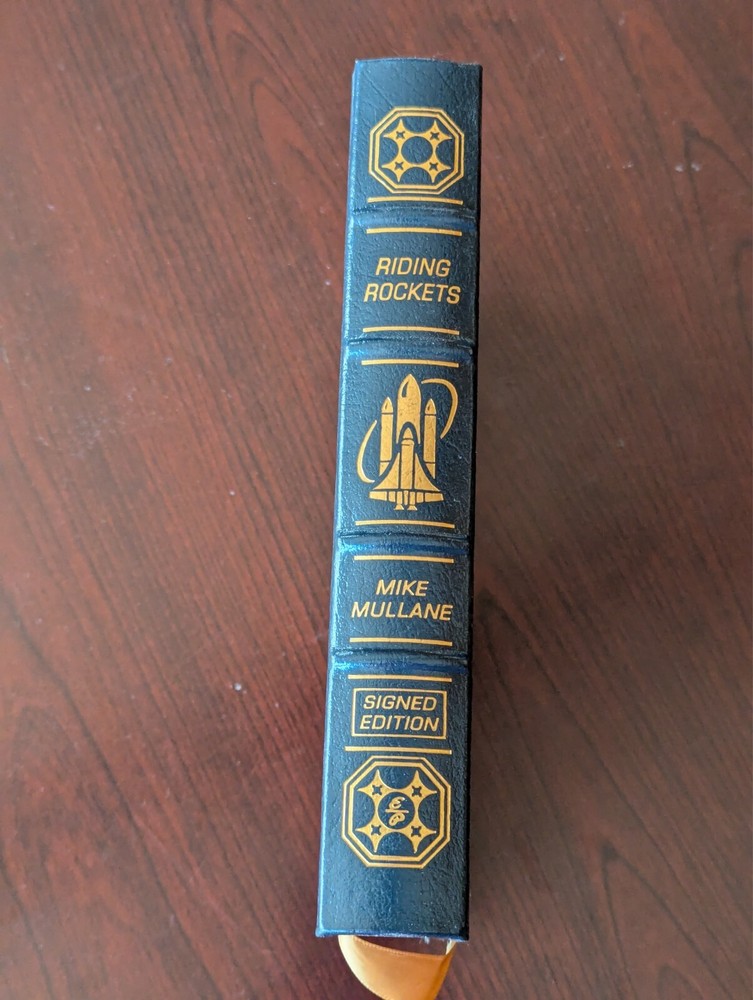 RIDING
ROCKETS
MIKE
MULLANE
SIGNED
EDITION
E
P